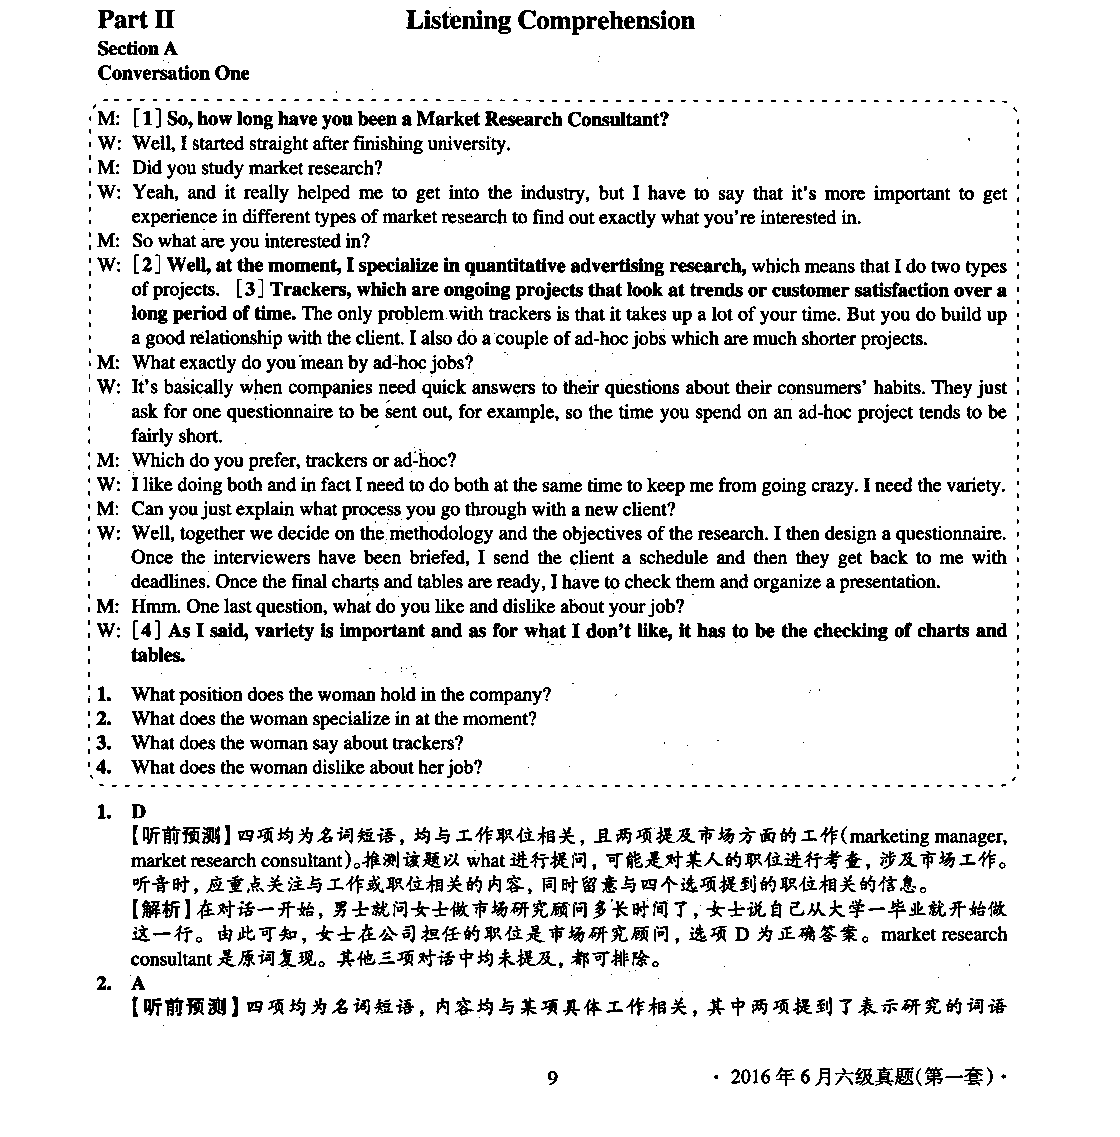 Part II Listening Comprehension
Section A
Conversation One
M: [1] So, how long have you been a Market Research Consultant?
W: Well, I started straight after finishing university.
M: Did you study market research?
W: Yeah, and it really helped me to get into the industry, but I have to say that it's more important to get
experience in different types of market research to find out exactly what you're interested in.
M: So what are you interested in?
W: [2] Well, at the moment, I specialize in quantitative advertising research, which means that I do two types
of projects. [3] Trackers, which are ongoing projects that look at trends or customer satisfaction over a
long period of time. The only problem with trackers is that it takes up a lot of your time. But you do build up
a good relationship with the client. I also do a couple of ad-hoc jobs which are much shorter projects.
M: What exactly do you mean by ad-hoc jobs?
W: It's basically when companies need quick answers to their questions about their consumers' habits. They just
ask for one questionnaire to be sent out, for example, so the time you spend on an ad-hoc project tends to be
fairly short.
M: Which do you prefer, trackers or ad-hoc?
W: I like doing both and in fact I need to do both at the same time to keep me from going crazy. I need the variety.
M: Can you just explain what process you go through with a new client?
W: Well, together we decide on the methodology and the objectives of the research. I then design a questionnaire.
Once the interviewers have been briefed, I send the client a schedule and then they get back to me with
deadlines. Once the final charts and tables are ready, I have to check them and organize a presentation.
M: Hmm. One last question, what do you like and dislike about your job?
W: [4] As I said, variety is important and as for what I don't like, it has to be the checking of charts and
tables.
1. What position does the woman hold in the company?
2. What does the woman specialize in at the moment?
3. What does the woman say about trackers?
4. What does the woman dislike about her job?
1. D
【听前预测】四项均为名词短语，均与工作职位相关，且两项提及市场方面的工作(marketing manager,
market research consultant)。推测该题以 what 进行提问，可能是对某人的职位进行考查，涉及市场工作。
听音时，应重点关注与工作或职位相关的内容，同时留意与四个选项提到的职位相关的信息。
【解析】在对话一开始，男士就问女士做市场研究顾问多长时间了，女士说自己从大学一毕业就开始做
这一行。由此可知，女士在公司担任的职位是市场研究顾问，选项 D 为正确答案。market research
consultant 是原词复现。其他三项对话中均未提及，都可排除。
2. A
【听前预测】四项均为名词短语，内容均与某项具体工作相关，其中两项提到了表示研究的词语
9 · 2016 年 6 月六级真题(第一套) ·